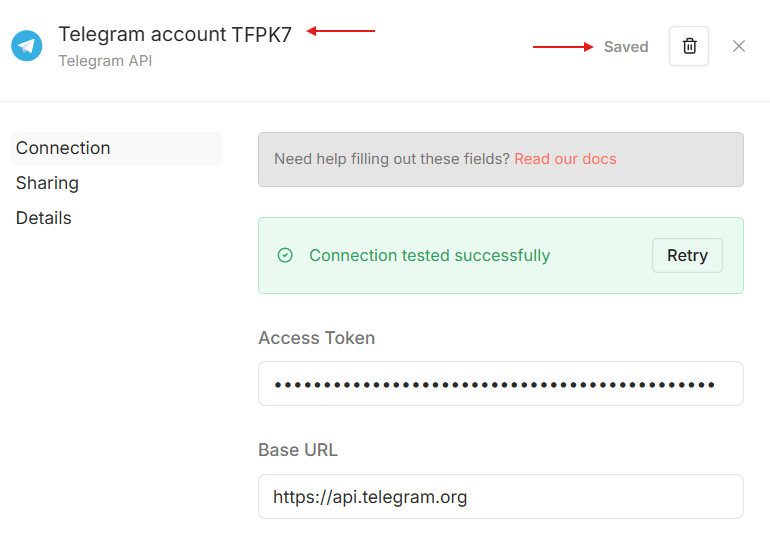 Telegram account TFPK7
Telegram API
Saved
Connection
Sharing
Details
Need help filling out these fields? Read our docs
Connection tested successfully
Retry
Access Token
••••••••••••••••••••••••••••••••••••••••••••••
Base URL
https://api.telegram.org